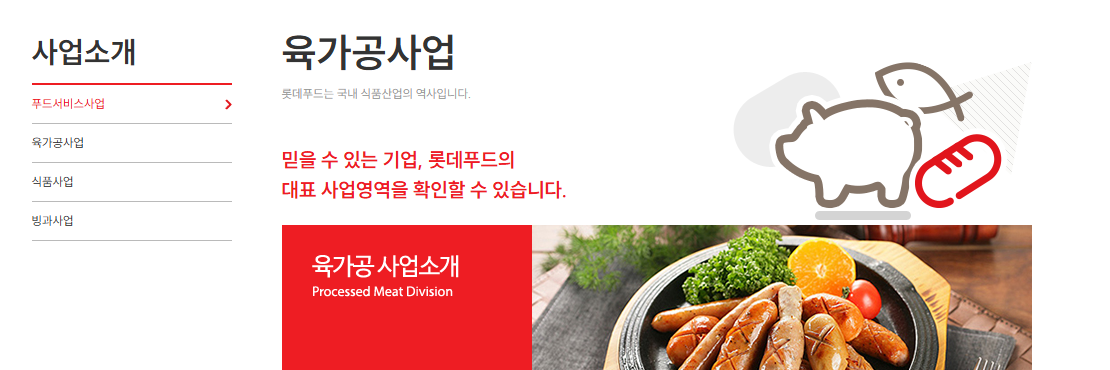 사업소개
푸드서비스사업
육가공사업
식품사업
빙과사업
육가공사업
롯데푸드는 국내 식품산업의 역사입니다.
믿을 수 있는 기업, 롯데푸드의
대표 사업영역을 확인할 수 있습니다.
육가공 사업소개
Processed Meat Division